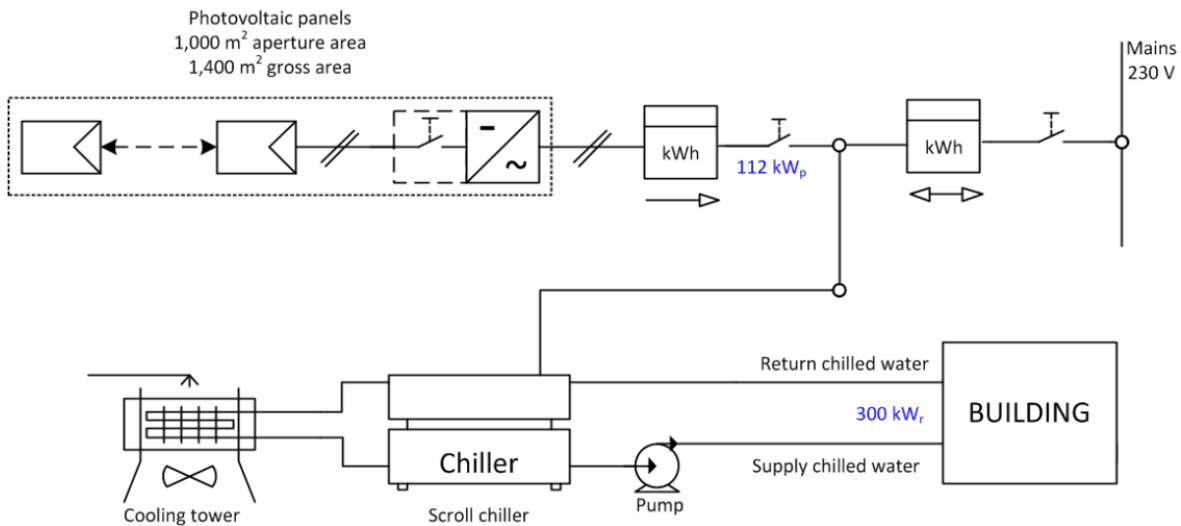 Photovoltaic panels
1,000 m² aperture area
1,400 m² gross area
Mains
230 V
-
~
kWh
112 kWₚ
kWh
Return chilled water
300 kWᵣ
BUILDING
Chiller
Supply chilled water
Pump
Cooling tower
Scroll chiller